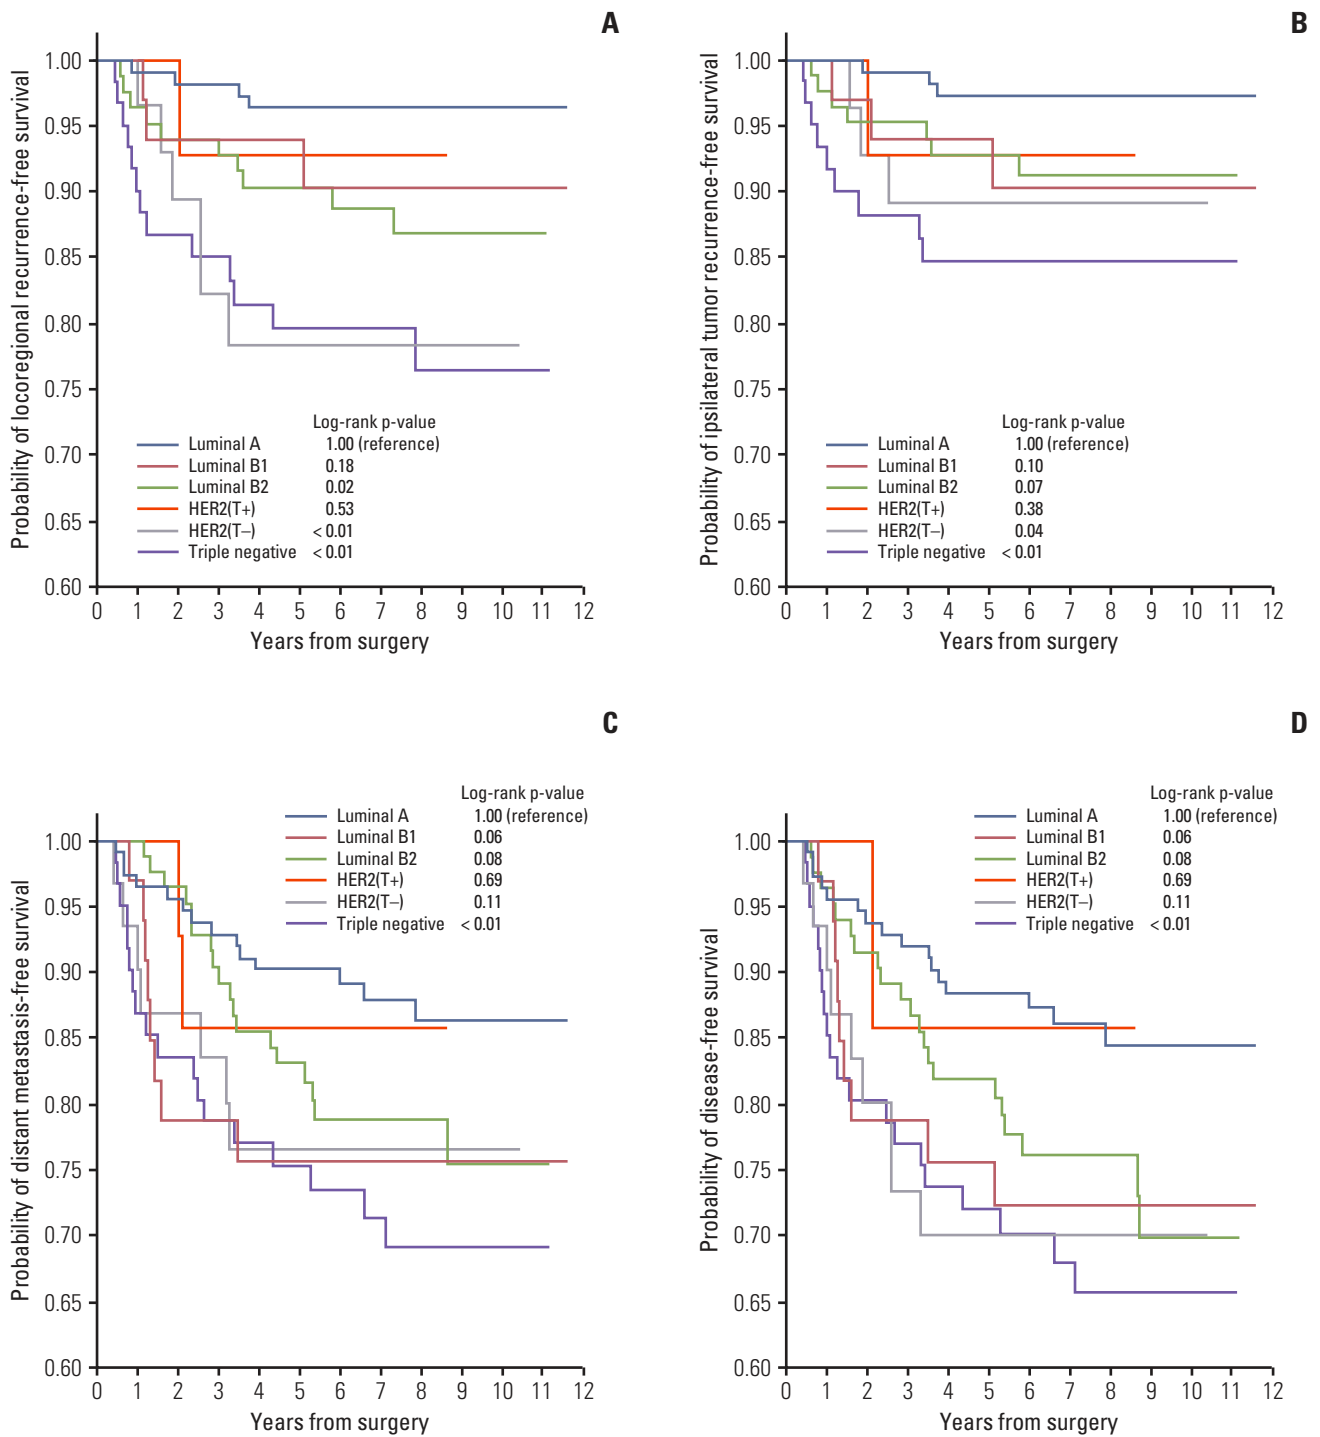 A
Probability of locoregional recurrence-free survival
1.00
0.95
0.90
0.85
0.80
0.75
0.70
0.65
0.60
Log-rank p-value
Luminal A 1.00 (reference)
Luminal B1 0.18
Luminal B2 0.02
HER2(T+) 0.53
HER2(T−) < 0.01
Triple negative < 0.01
0 1 2 3 4 5 6 7 8 9 10 11 12
Years from surgery
B
Probability of ipsilateral tumor recurrence-free survival
1.00
0.95
0.90
0.85
0.80
0.75
0.70
0.65
0.60
Log-rank p-value
Luminal A 1.00 (reference)
Luminal B1 0.10
Luminal B2 0.07
HER2(T+) 0.38
HER2(T−) 0.04
Triple negative < 0.01
0 1 2 3 4 5 6 7 8 9 10 11 12
Years from surgery
C
Probability of distant metastasis-free survival
Log-rank p-value
Luminal A 1.00 (reference)
Luminal B1 0.06
Luminal B2 0.08
HER2(T+) 0.69
HER2(T−) 0.11
Triple negative < 0.01
1.00
0.95
0.90
0.85
0.80
0.75
0.70
0.65
0.60
0 1 2 3 4 5 6 7 8 9 10 11 12
Years from surgery
D
Probability of disease-free survival
Log-rank p-value
Luminal A 1.00 (reference)
Luminal B1 0.06
Luminal B2 0.08
HER2(T+) 0.69
HER2(T−) 0.11
Triple negative < 0.01
1.00
0.95
0.90
0.85
0.80
0.75
0.70
0.65
0.60
0 1 2 3 4 5 6 7 8 9 10 11 12
Years from surgery